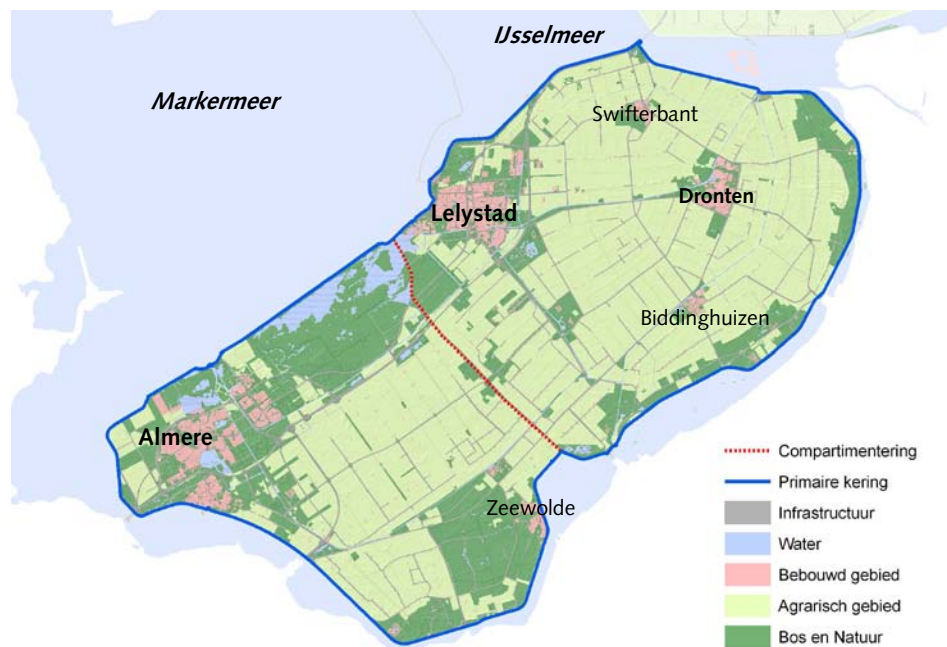 IJsselmeer
Markermeer
Swifterbant
Dronten
Lelystad
Biddinghuizen
Almere
Zeewolde
Compartimentering
Primaire kering
Infrastructuur
Water
Bebouwd gebied
Agrarisch gebied
Bos en Natuur